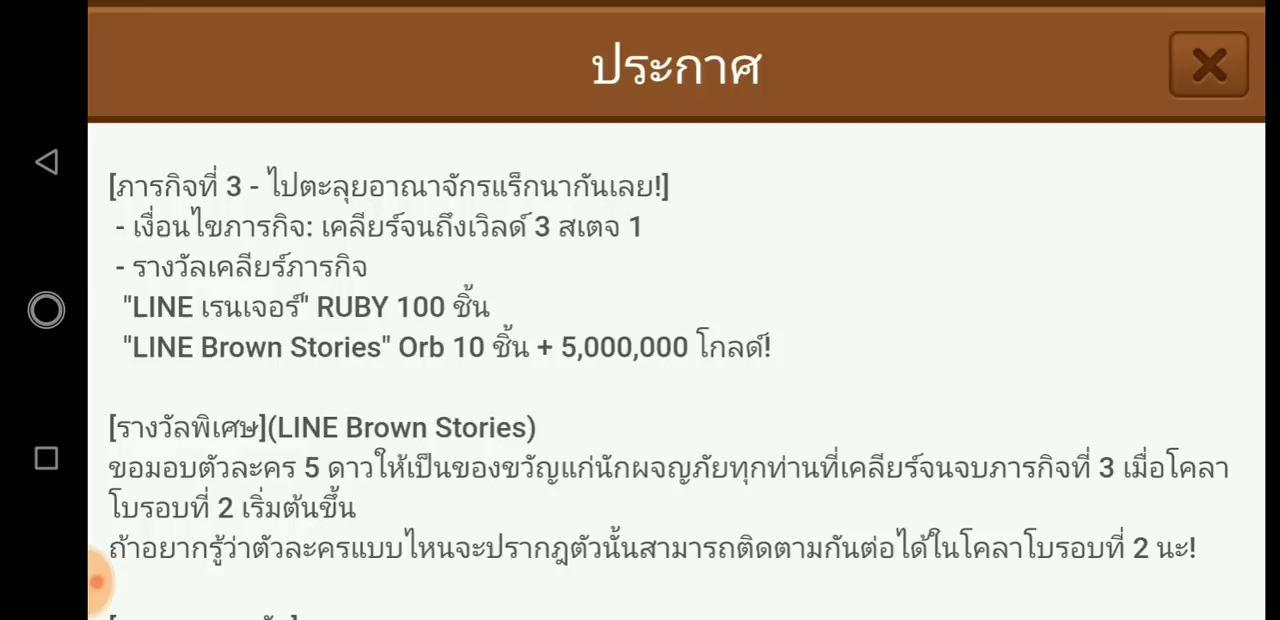 ประกาศ
[ภารกิจที่ 3 - ไปตะลุยอาณาจักรแร็กนากันเลย!]
- เงื่อนไขภารกิจ: เคลียร์จนถึงเวิลด์ 3 สเตจ 1
- รางวัลเคลียร์ภารกิจ
"LINE เรนเจอร์" RUBY 100 ชิ้น
"LINE Brown Stories" Orb 10 ชิ้น + 5,000,000 โกลด์!
[รางวัลพิเศษ](LINE Brown Stories)
ขอมอบตัวละคร 5 ดาวให้เป็นของขวัญแก่นักผจญภัยทุกท่านที่เคลียร์จนจบภารกิจที่ 3 เมื่อโคลา
โบรอบที่ 2 เริ่มต้นขึ้น
ถ้าอยากรู้ว่าตัวละครแบบไหนจะปรากฎตัวนั้นสามารถติดตามกันต่อได้ในโคลาโบรอบที่ 2 นะ!